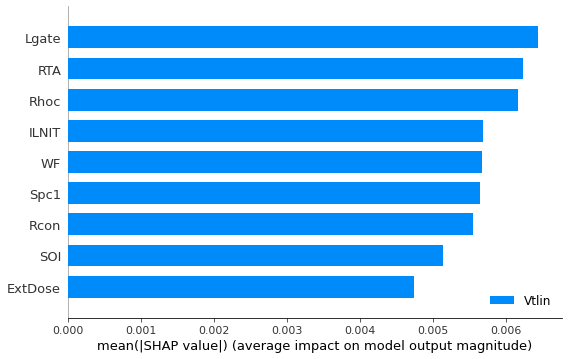 Lgate
RTA
Rhoc
ILNIT
WF
Spc1
Rcon
SOI
ExtDose
Vtlin
0.000 0.001 0.002 0.003 0.004 0.005 0.006
mean(|SHAP value|) (average impact on model output magnitude)